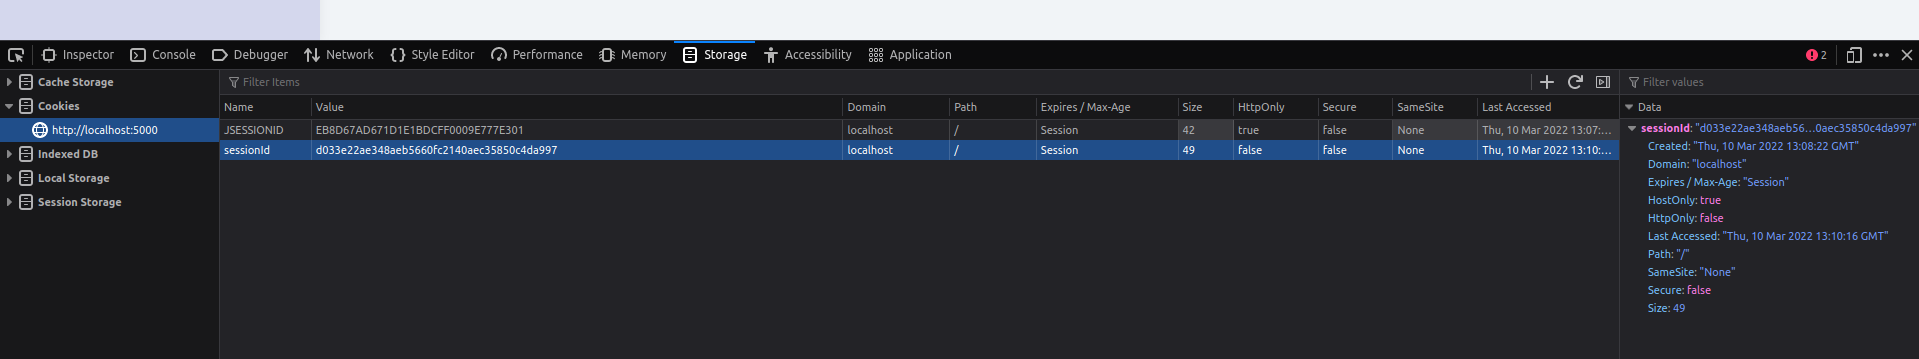 Inspector Console Debugger Network Style Editor Performance Memory Storage Accessibility Application 2
Cache Storage
Cookies
http://localhost:5000
Indexed DB
Local Storage
Session Storage
Filter Items
Name Value Domain Path Expires / Max-Age Size HttpOnly Secure SameSite Last Accessed
JSESSIONID EB8D67AD671D1E1BDCFF0009E777E301 localhost / Session 42 true false None Thu, 10 Mar 2022 13:07:...
sessionId d033e22ae348aeb5660fc2140aec35850c4da997 localhost / Session 49 false false None Thu, 10 Mar 2022 13:10:...
Filter values
Data
sessionId: "d033e22ae348aeb56...0aec35850c4da997"
Created: "Thu, 10 Mar 2022 13:08:22 GMT"
Domain: "localhost"
Expires / Max-Age: "Session"
HostOnly: true
HttpOnly: false
Last Accessed: "Thu, 10 Mar 2022 13:10:16 GMT"
Path: "/"
SameSite: "None"
Secure: false
Size: 49